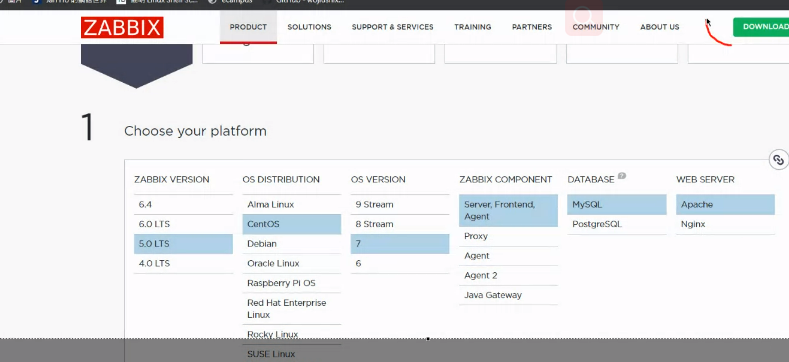 ZABBIX
PRODUCT SOLUTIONS SUPPORT & SERVICES TRAINING PARTNERS COMMUNITY ABOUT US DOWNLOAD
1 Choose your platform
ZABBIX VERSION OS DISTRIBUTION OS VERSION ZABBIX COMPONENT DATABASE ? WEB SERVER
6.4
6.0 LTS
5.0 LTS
4.0 LTS
Alma Linux
CentOS
Debian
Oracle Linux
Raspberry PI OS
Red Hat Enterprise
Linux
Rocky Linux
SUSE Linux
9 Stream
8 Stream
7
6
Server, Frontend,
Agent
Proxy
Agent
Agent 2
Java Gateway
MySQL
PostgreSQL
Apache
Nginx